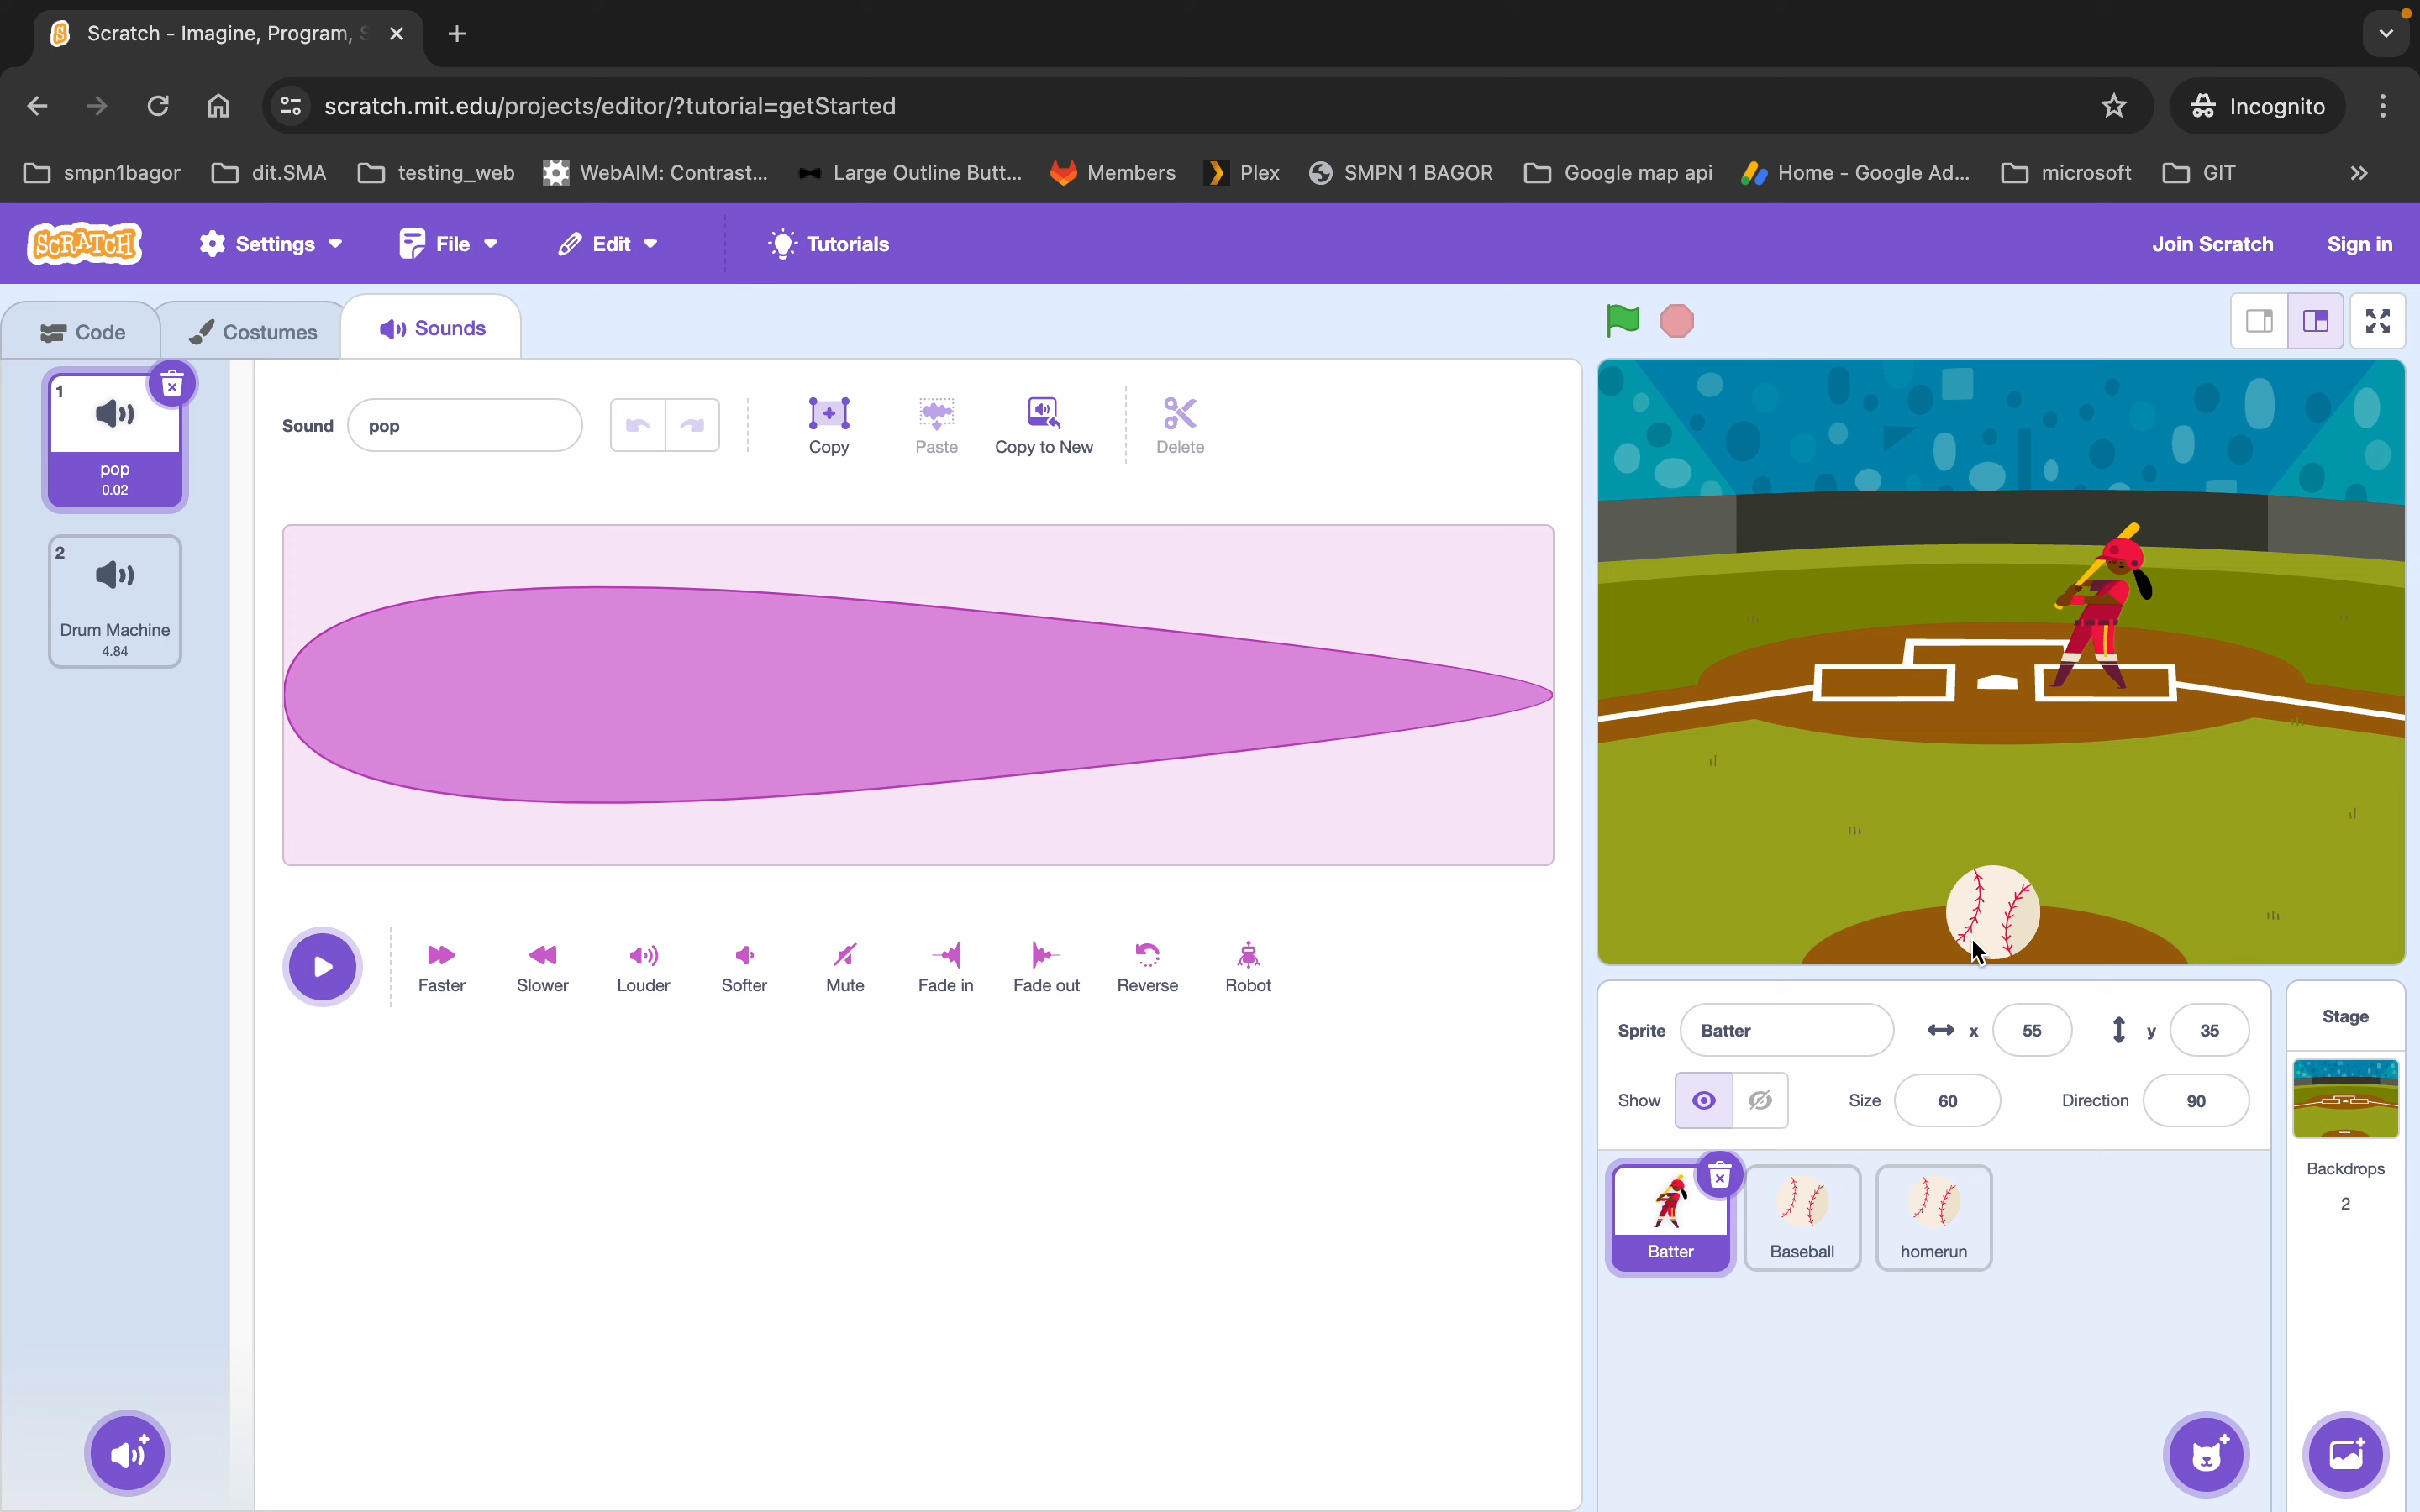 Scratch - Imagine, Program, S
scratch.mit.edu/projects/editor/?tutorial=getStarted
Incognito
smpn1bagor
dit.SMA
testing_web
WebAIM: Contrast...
Large Outline Butt...
Members
Plex
SMPN 1 BAGOR
Google map api
Home - Google Ad...
microsoft
GIT
SCRATCH
Settings
File
Edit
Tutorials
Join Scratch
Sign in
Code
Costumes
Sounds
1
pop
0.02
2
Drum Machine
4.84
Sound
pop
Copy
Paste
Copy to New
Delete
Faster
Slower
Louder
Softer
Mute
Fade in
Fade out
Reverse
Robot
Sprite
Batter
x
55
y
35
Show
Size
60
Direction
90
Batter
Baseball
homerun
Stage
Backdrops
2